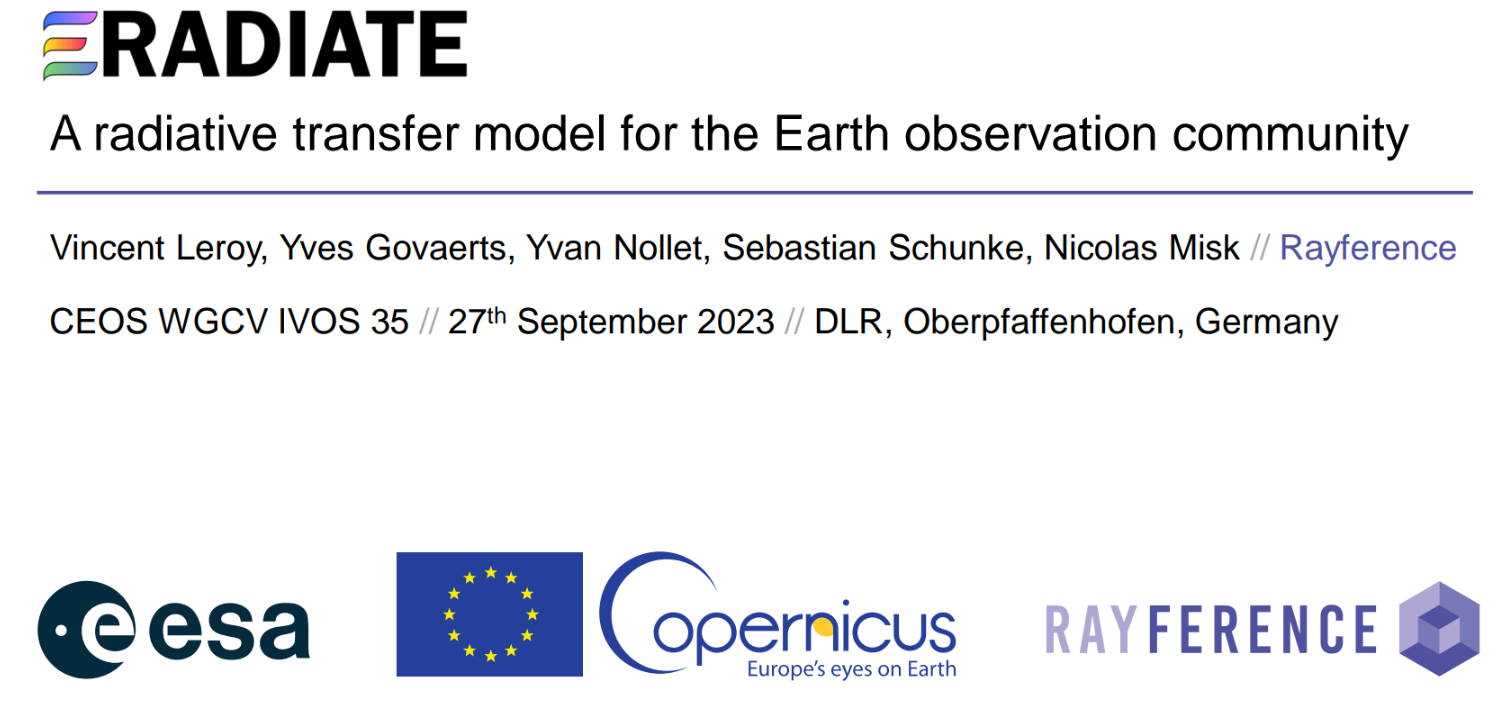 ERADIATE
A radiative transfer model for the Earth observation community
Vincent Leroy, Yves Govaerts, Yvan Nollet, Sebastian Schunke, Nicolas Misk // Rayference
CEOS WGCV IVOS 35 // 27th September 2023 // DLR, Oberpfaffenhofen, Germany
esa
Copernicus
Europe's eyes on Earth
RAYFERENCE